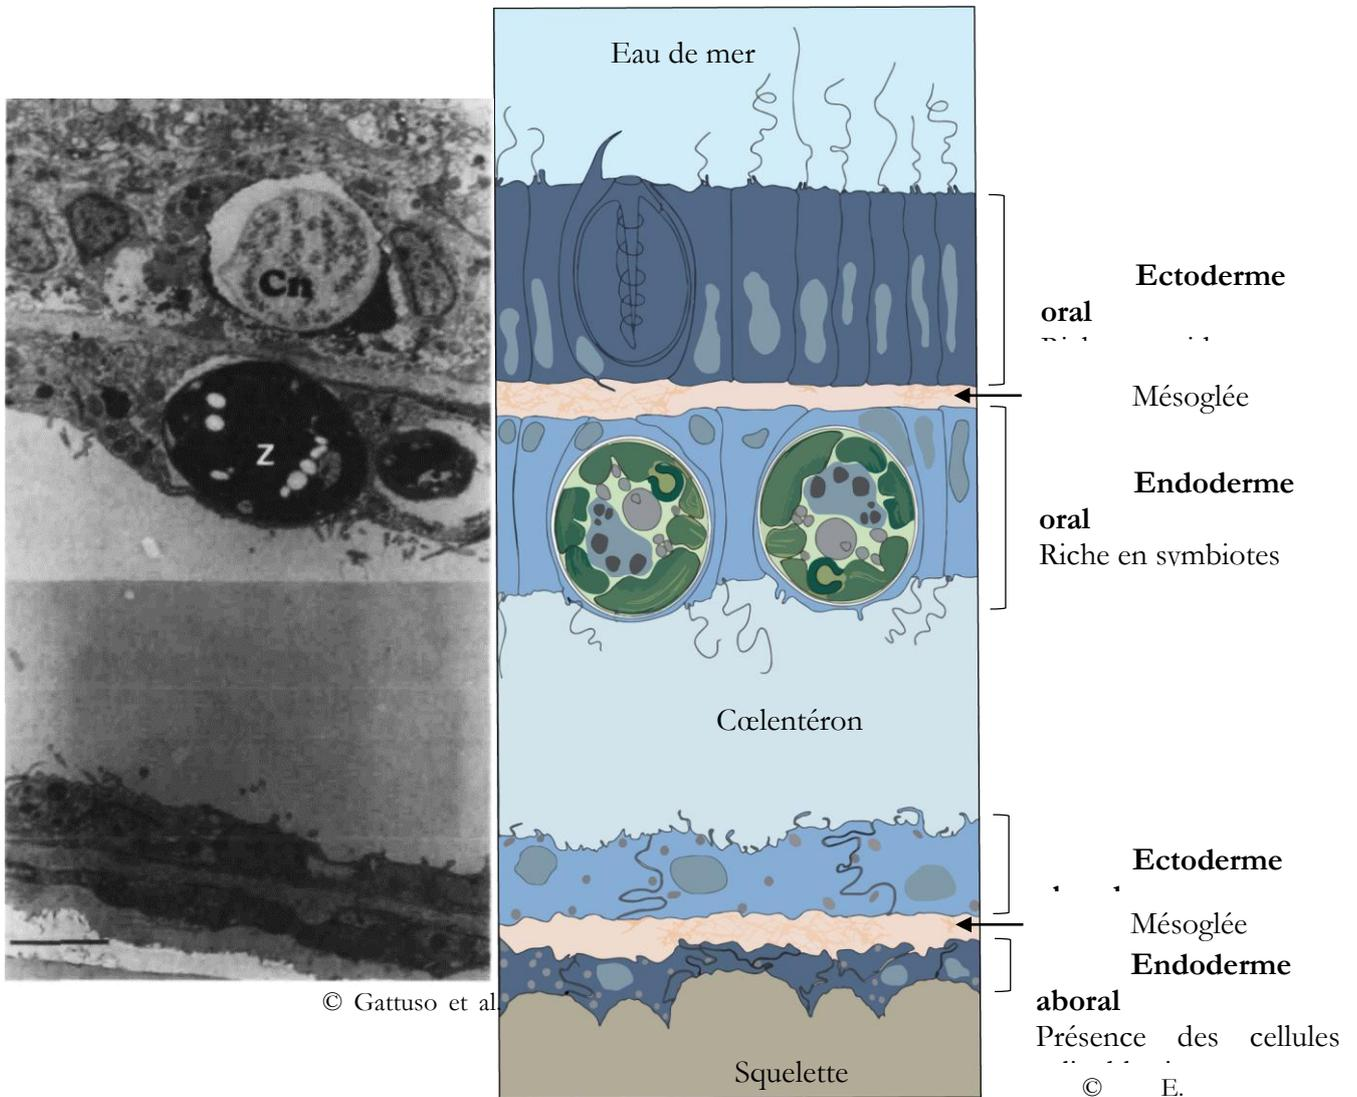 Eau de mer
Cn
Z
Ectoderme
oral
Mésoglée
Endoderme
oral
Riche en symbiotes
Cœlentéron
Ectoderme
Mésoglée
Endoderme
aboral
Présence des cellules
© Gattuso et al.
Squelette
© E.